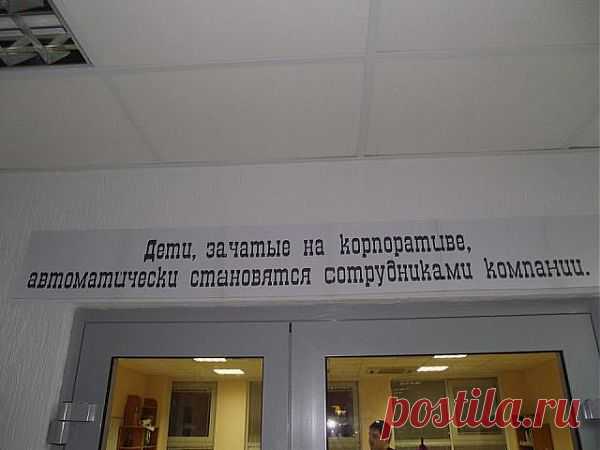 Дети, зачатые на корпоративе,
автоматически становятся сотрудниками компании.
postila.ru